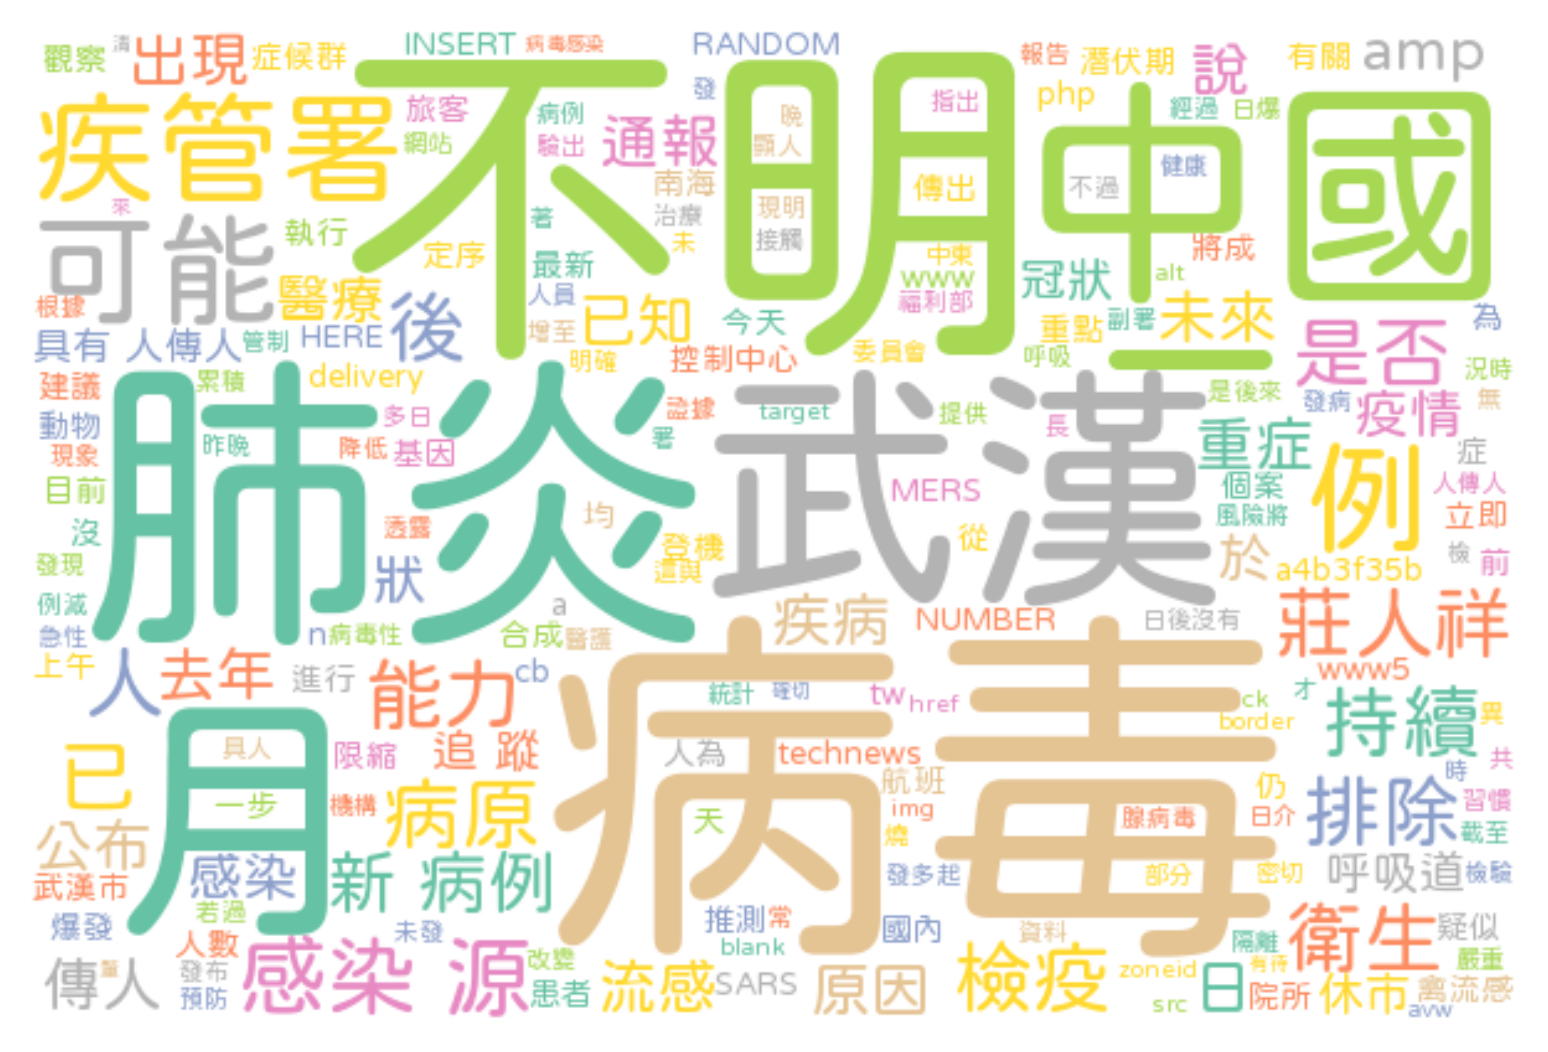 觀察 清 出現 症候群 INSERT 病毒感染 RANDOM 報告 潛伏期 說 有關 amp
疾管署 旅客 網站 不明 病例 驗出 發 通報 晚 顯人 指出 php 經過 日爆 中國
來 可能 執行 定序 著 最新 南海 治療 未 現明 接觸 傳出 中東 www 不過 健康 將成 alt
根據 醫療 後 人員 已知 增至 今天 福利部 冠狀 重點 副署 未來 為
具有 人傳人 管制 HERE 明確 控制中心 委員會 呼吸 一 是否 況時
建議 累積 delivery 肺炎 多日 證據 target 武漢 提供 長 是後來 發病 疫情 無
動物 現象 昨晚 降低 基因 署 重症 例 症
目前 沒 透露 均 MERS 個案 風險將 人傳人 立即
發現 狀 登機 這與 從 於 a4b3f35b 檢 前
例減 急性 n 病毒性 a 合成 醫護 疾病 NUMBER 日後沒有 莊人祥
上午 人 去年 進行 能力 cb 病毒 統計 確切 tw href ck border www5 才 持續 異
已 月 具人 限縮 追 蹤 人為 technews 航班 時 共
一步 機構 病原 天 img 燒 腺病毒 仍 日介 排除 習慣 截至
公布 武漢市 感染 新 病例 發多起 部分 密切 呼吸道 檢驗
爆發 若過 人數 未發 推測 常 blank 國內 資料 隔離 衛生 疑似
傳人 發布 預防 感染 源 改變 患者 流感 SARS 原因 檢疫 zoneid src 日 有待 院所 休市 嚴重 禽流感 avw